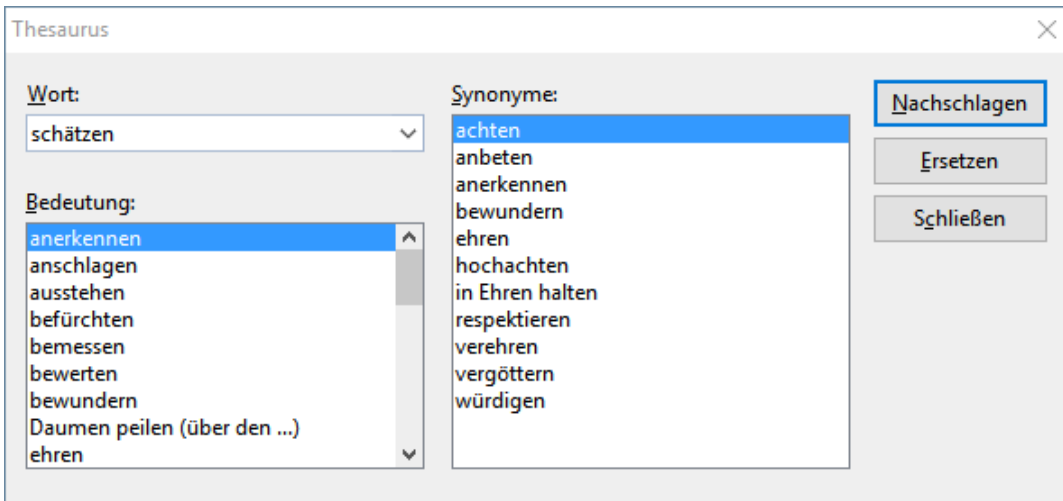 Thesaurus
Wort:
schätzen
Bedeutung:
anerkennen
anschlagen
ausstehen
befürchten
bemessen
bewerten
bewundern
Daumen peilen (über den ...)
ehren
Synonyme:
achten
anbeten
anerkennen
bewundern
ehren
hochachten
in Ehren halten
respektieren
verehren
vergöttern
würdigen
Nachschlagen
Ersetzen
Schließen